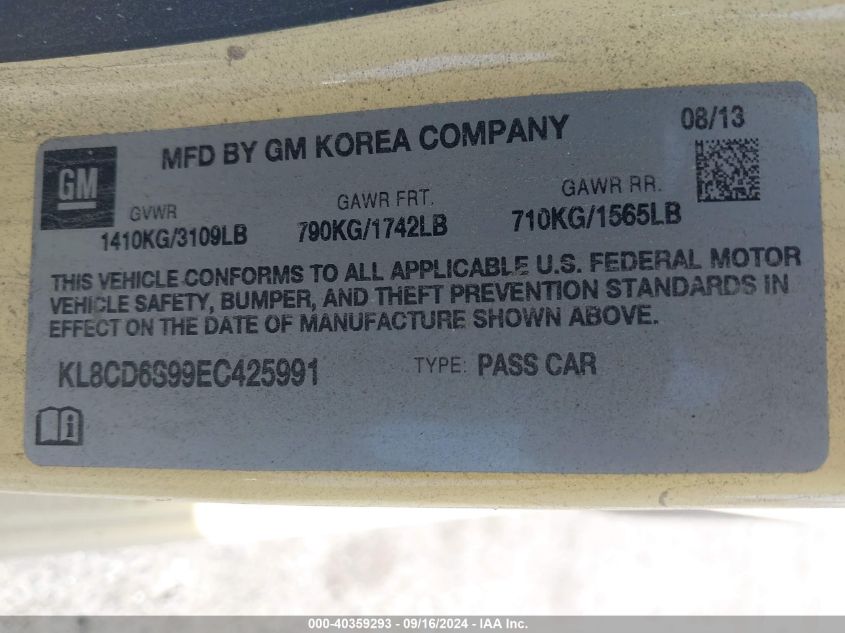 MFD BY GM KOREA COMPANY
08/13
GM
GVWR
1410KG/3109LB
GAWR FRT.
790KG/1742LB
GAWR RR.
710KG/1565LB
THIS VEHICLE CONFORMS TO ALL APPLICABLE U.S. FEDERAL MOTOR
VEHICLE SAFETY, BUMPER, AND THEFT PREVENTION STANDARDS IN
EFFECT ON THE DATE OF MANUFACTURE SHOWN ABOVE.
KL8CD6S99EC425991
TYPE: PASS CAR
000-40359293 - 09/16/2024 - IAA Inc.